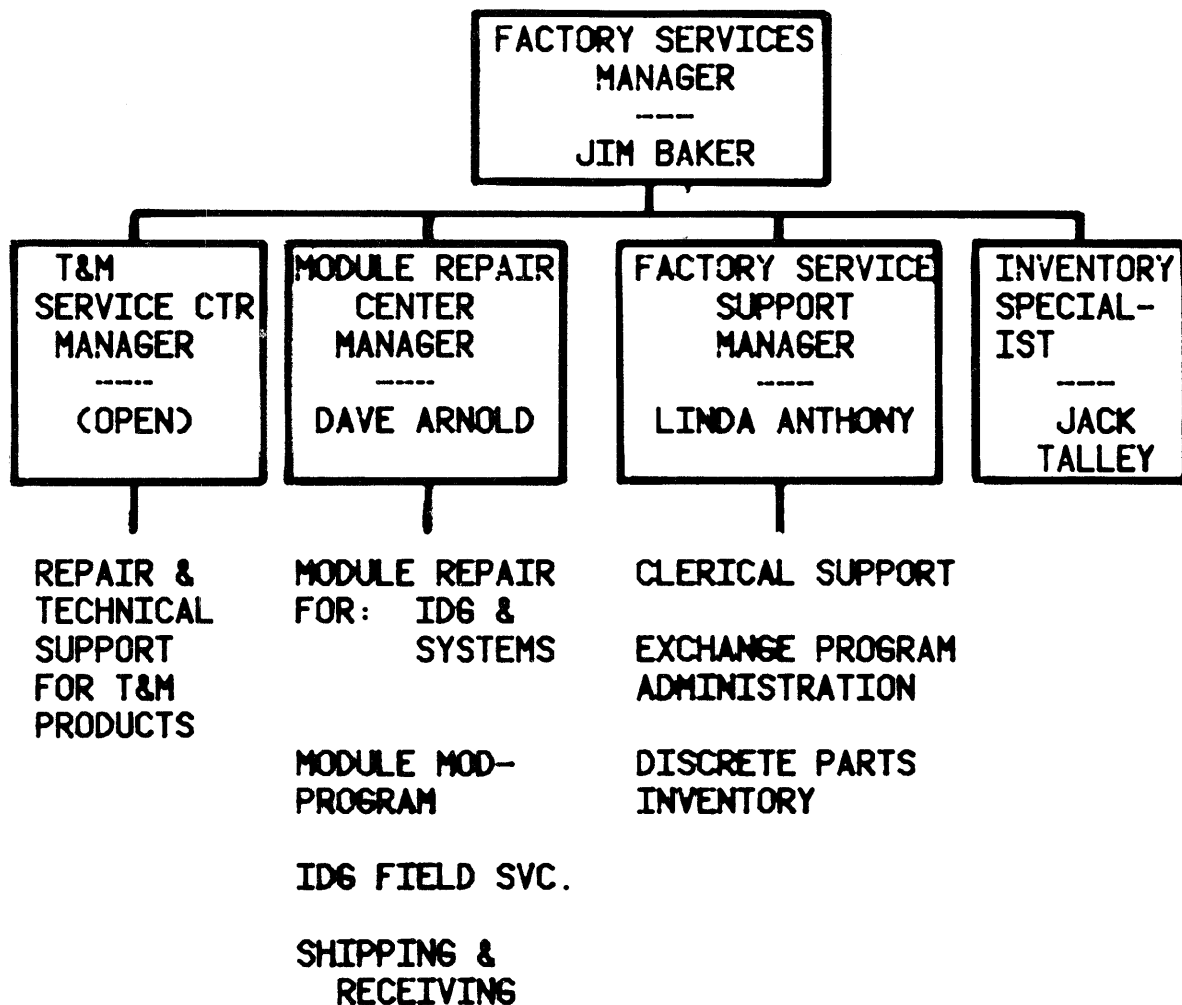 FACTORY SERVICES
MANAGER
---
JIM BAKER
T&M
SERVICE CTR
MANAGER
----
(OPEN)
MODULE REPAIR
CENTER
MANAGER
----
DAVE ARNOLD
FACTORY SERVICE
SUPPORT
MANAGER
---
LINDA ANTHONY
INVENTORY
SPECIAL-
IST
---
JACK
TALLEY
REPAIR &
TECHNICAL
SUPPORT
FOR T&M
PRODUCTS
MODULE REPAIR
FOR: IDG &
SYSTEMS
MODULE MOD-
PROGRAM
IDG FIELD SVC.
SHIPPING &
RECEIVING
CLERICAL SUPPORT
EXCHANGE PROGRAM
ADMINISTRATION
DISCRETE PARTS
INVENTORY